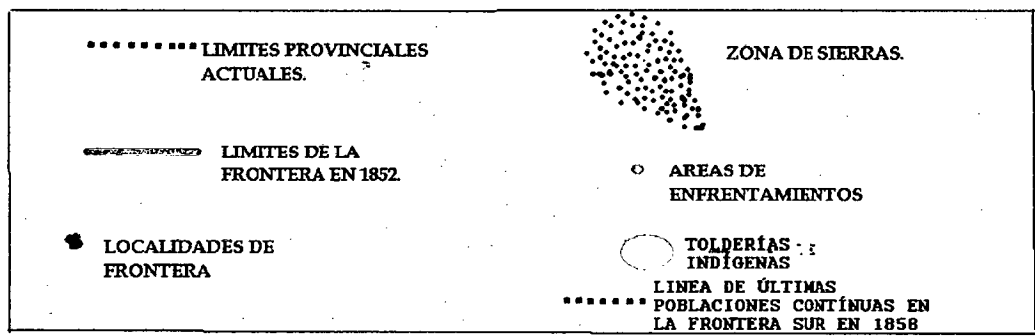 LIMITES PROVINCIALES
ACTUALES.
LIMITES DE LA
FRONTERA EN 1852.
LOCALIDADES DE
FRONTERA
ZONA DE SIERRAS.
AREAS DE
ENFRENTAMIENTOS
TOLDERÍAS
INDÍGENAS
LINEA DE ÚLTIMAS
POBLACIONES CONTÍNUAS EN
LA FRONTERA SUR EN 1858